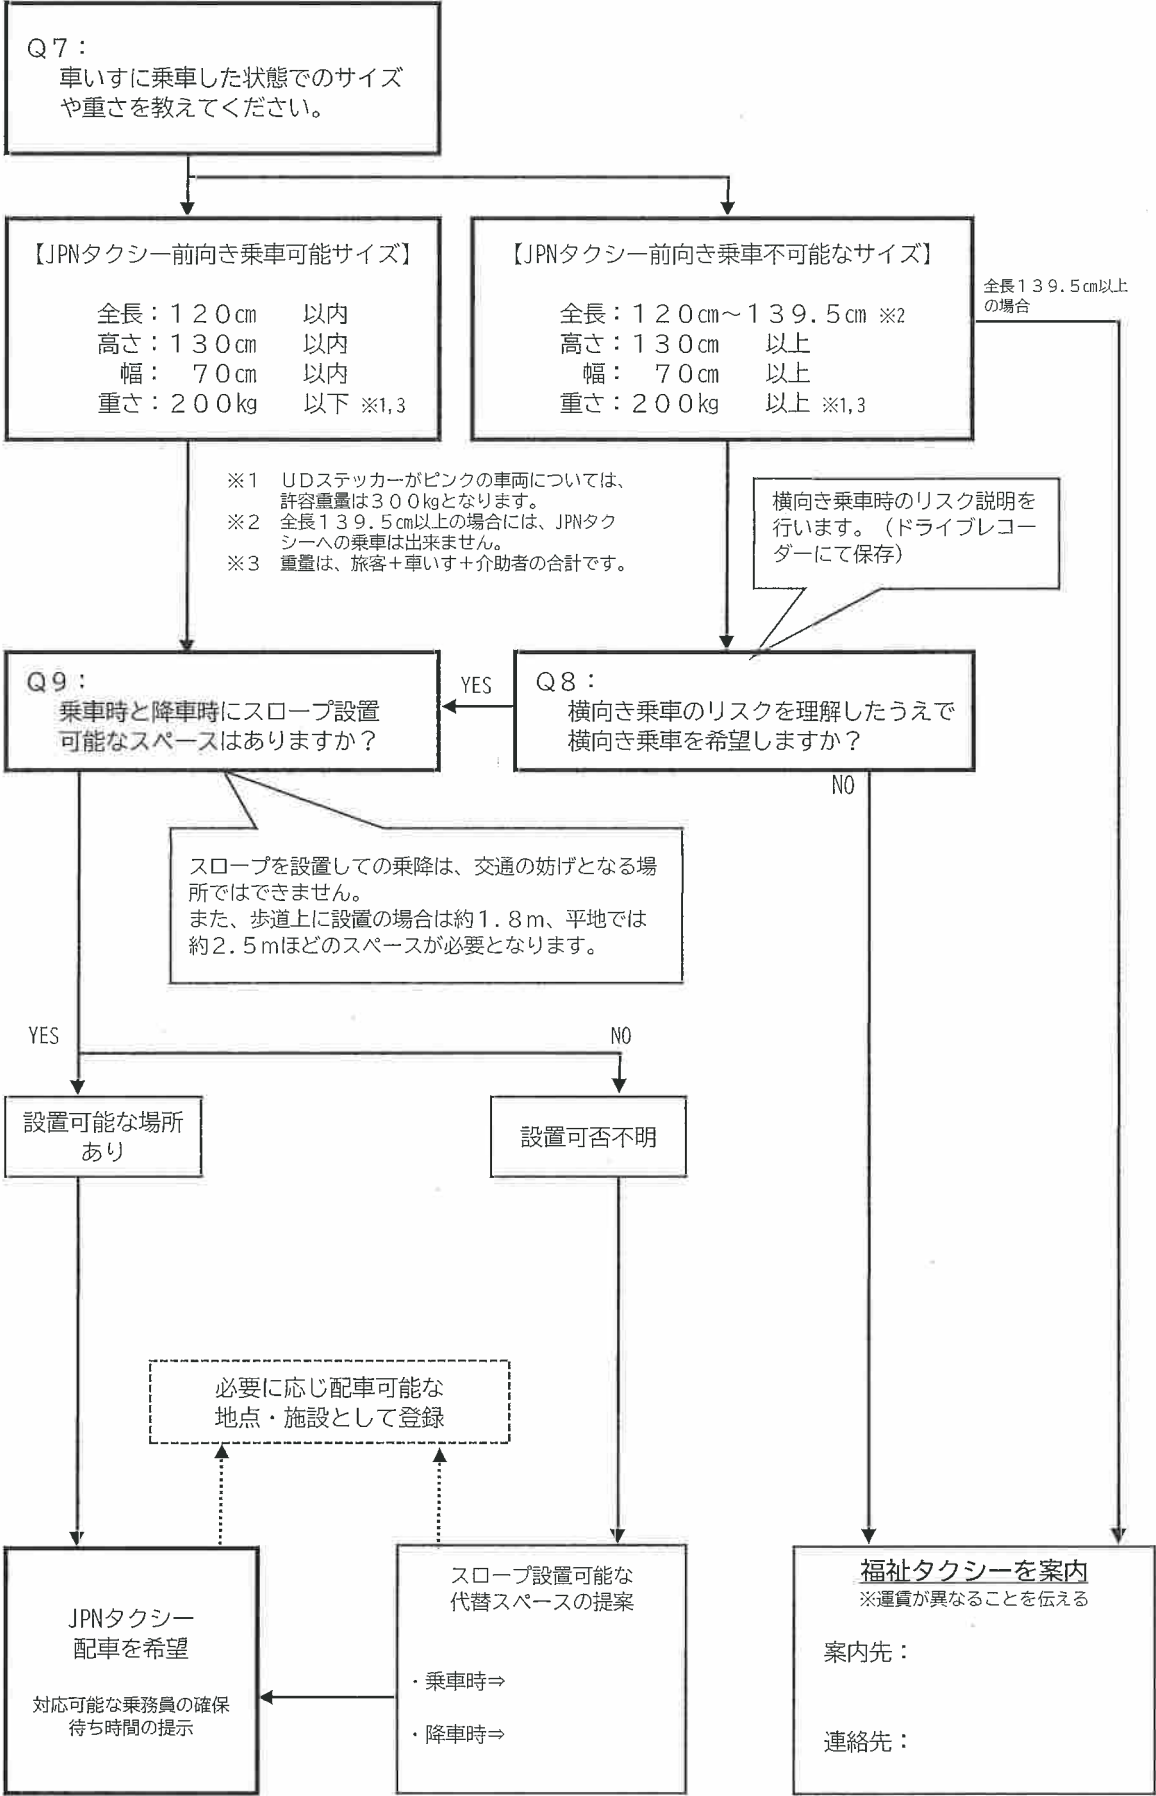 Q7：
車いすに乗車した状態でのサイズ
や重さを教えてください。
【JPNタクシー前向き乗車可能サイズ】
全長：１２０㎝　以内
高さ：１３０㎝　以内
幅：　７０㎝　以内
重さ：２００㎏　以下 ※1,3
【JPNタクシー前向き乗車不可能なサイズ】
全長：１２０㎝～１３９.５㎝ ※2
高さ：１３０㎝　以上
幅：　７０㎝　以上
重さ：２００㎏　以上 ※1,3
全長１３９.５㎝以上
の場合
※１　ＵＤステッカーがピンクの車両については、
許容重量は３００㎏となります。
※２　全長１３９.５㎝以上の場合には、JPNタク
シーへの乗車は出来ません。
※３　重量は、旅客＋車いす＋介助者の合計です。
横向き乗車時のリスク説明を
行います。（ドライブレコー
ダーにて保存）
Q9：
乗車時と降車時にスロープ設置
可能なスペースはありますか？
YES
Q8：
横向き乗車のリスクを理解したうえで
横向き乗車を希望しますか？
NO
スロープを設置しての乗降は、交通の妨げとなる場
所ではできません。
また、歩道上に設置の場合は約１.８ｍ、平地では
約２.５ｍほどのスペースが必要となります。
YES
NO
設置可能な場所
あり
設置可否不明
必要に応じ配車可能な
地点・施設として登録
JPNタクシー
配車を希望
対応可能な乗務員の確保
待ち時間の提示
スロープ設置可能な
代替スペースの提案
・乗車時⇒
・降車時⇒
福祉タクシーを案内
※運賃が異なることを伝える
案内先：
連絡先：